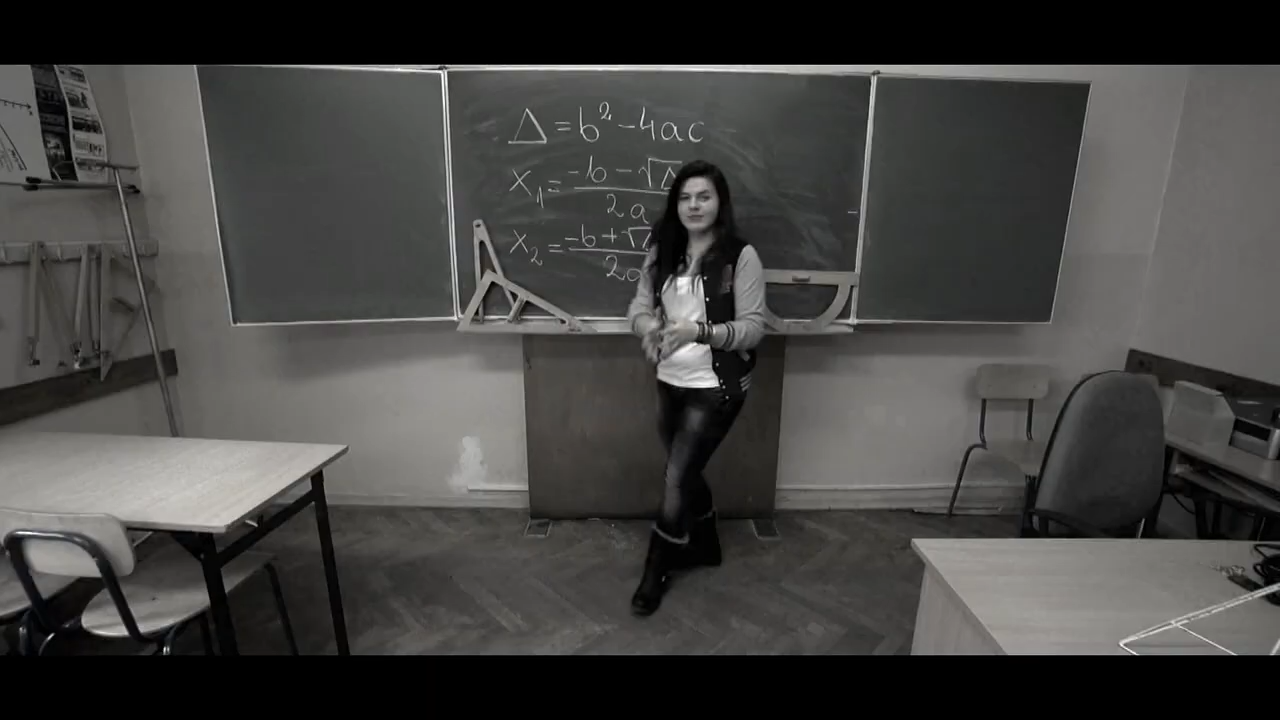 Δ = b² - 4ac
x₁ = (-b - √Δ) / 2a
x₂ = (-b + √
2a